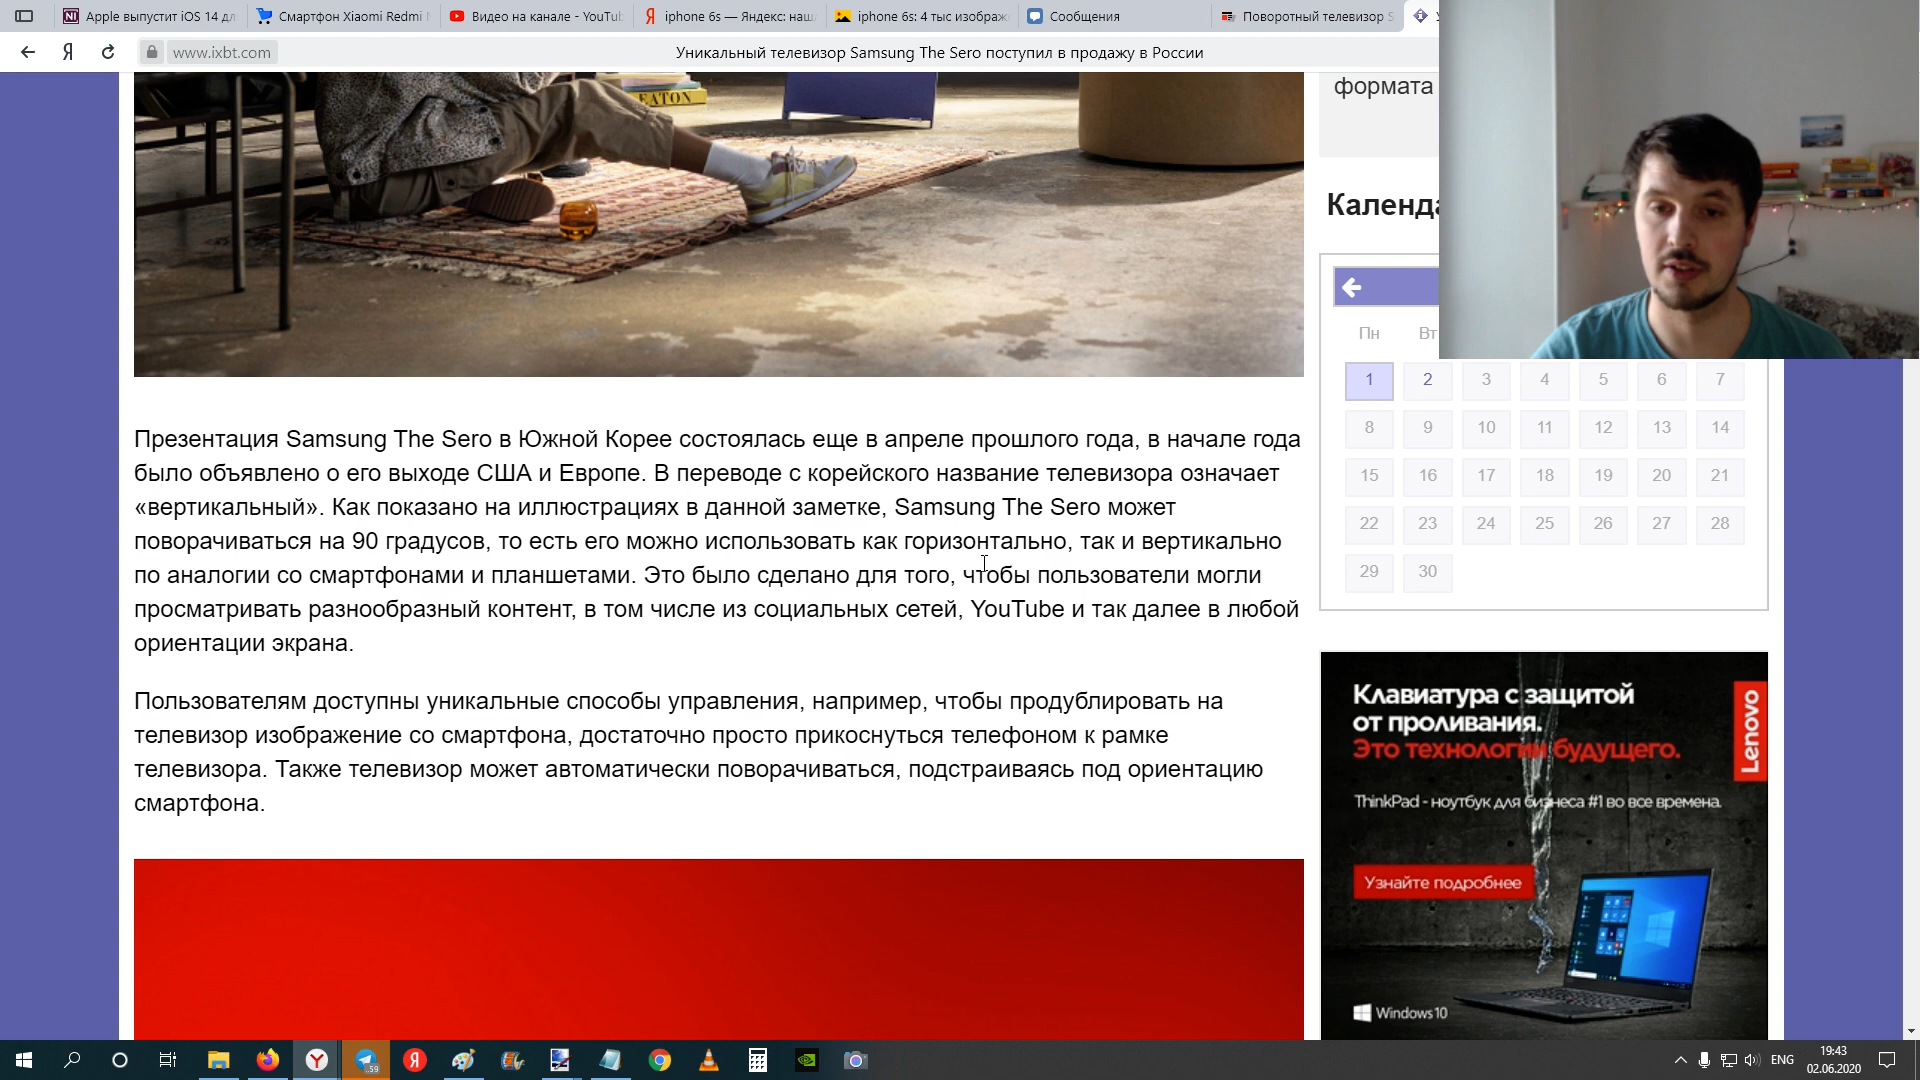 Apple выпустит iOS 14 дл
Смартфон Xiaomi Redmi
Видео на канале - YouTub
iphone 6s — Яндекс: наш
iphone 6s: 4 тыс изображ
Сообщения
Поворотный телевизор S
www.ixbt.com
Уникальный телевизор Samsung The Sero поступил в продажу в России
EATON
формата
Календа
Пн Вт
1 2 3 4 5 6 7
8 9 10 11 12 13 14
15 16 17 18 19 20 21
22 23 24 25 26 27 28
29 30
Презентация Samsung The Sero в Южной Корее состоялась еще в апреле прошлого года, в начале года
было объявлено о его выходе США и Европе. В переводе с корейского название телевизора означает
«вертикальный». Как показано на иллюстрациях в данной заметке, Samsung The Sero может
поворачиваться на 90 градусов, то есть его можно использовать как горизонтально, так и вертикально
по аналогии со смартфонами и планшетами. Это было сделано для того, чтобы пользователи могли
просматривать разнообразный контент, в том числе из социальных сетей, YouTube и так далее в любой
ориентации экрана.
Пользователям доступны уникальные способы управления, например, чтобы продублировать на
телевизор изображение со смартфона, достаточно просто прикоснуться телефоном к рамке
телевизора. Также телевизор может автоматически поворачиваться, подстраиваясь под ориентацию
смартфона.
Клавиатура с защитой
от проливания.
Это технологии будущего.
Lenovo
ThinkPad - ноутбук для бизнеса #1 во все времена.
Узнайте подробнее
Windows 10
59
ENG
19:43
02.06.2020